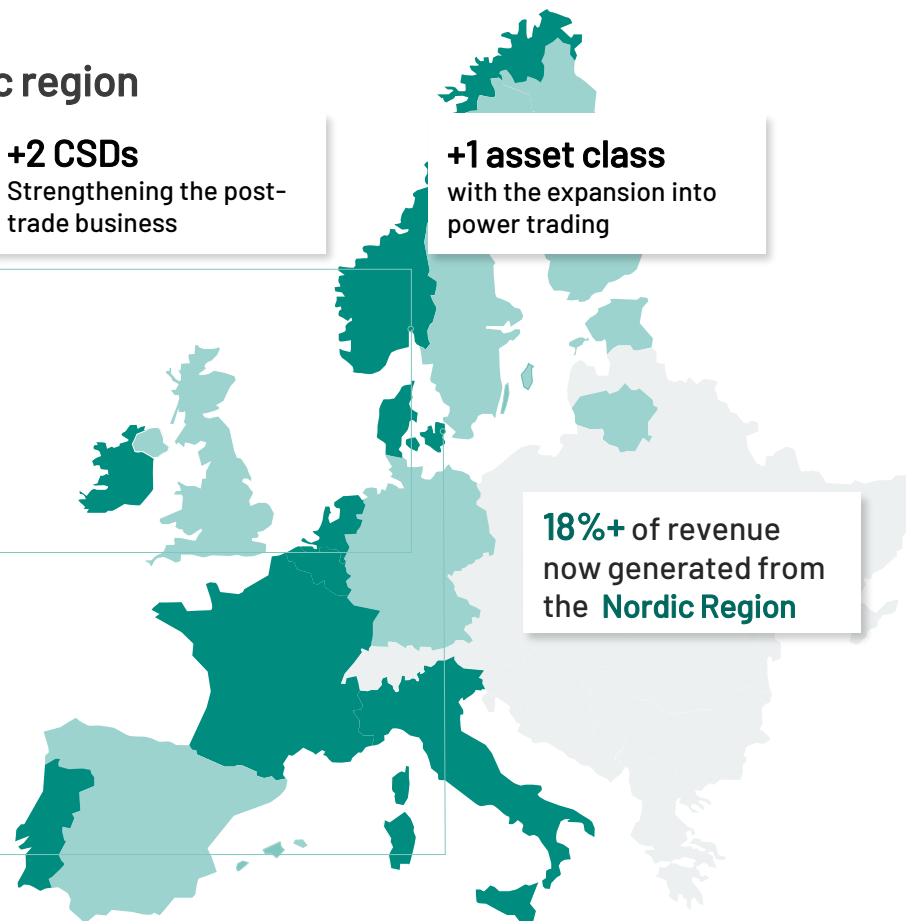 c region
+2 CSDs
Strengthening the post-
trade business
+1 asset class
with the expansion into
power trading
18%+ of revenue
now generated from
the Nordic Region